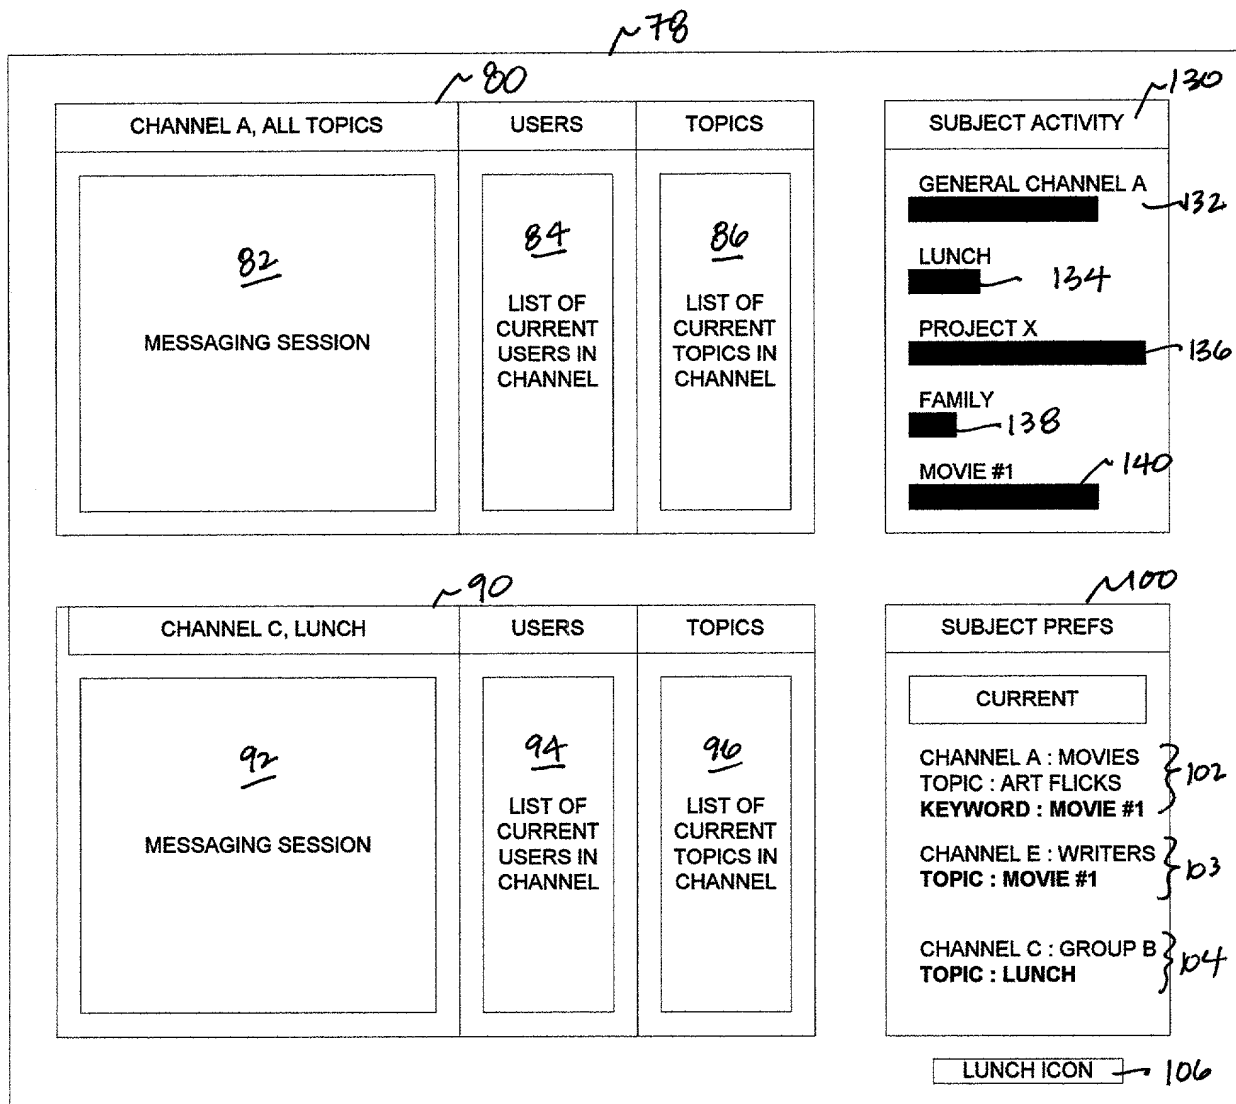 78
80
CHANNEL A, ALL TOPICS
USERS
TOPICS
82
MESSAGING SESSION
84
LIST OF
CURRENT
USERS IN
CHANNEL
86
LIST OF
CURRENT
TOPICS IN
CHANNEL
130
SUBJECT ACTIVITY
GENERAL CHANNEL A
132
LUNCH
134
PROJECT X
136
FAMILY
138
MOVIE #1
140
90
CHANNEL C, LUNCH
USERS
TOPICS
92
MESSAGING SESSION
94
LIST OF
CURRENT
USERS IN
CHANNEL
96
LIST OF
CURRENT
TOPICS IN
CHANNEL
100
SUBJECT PREFS
CURRENT
CHANNEL A : MOVIES
TOPIC : ART FLICKS
KEYWORD : MOVIE #1
102
CHANNEL E : WRITERS
TOPIC : MOVIE #1
103
CHANNEL C : GROUP B
TOPIC : LUNCH
104
LUNCH ICON
106